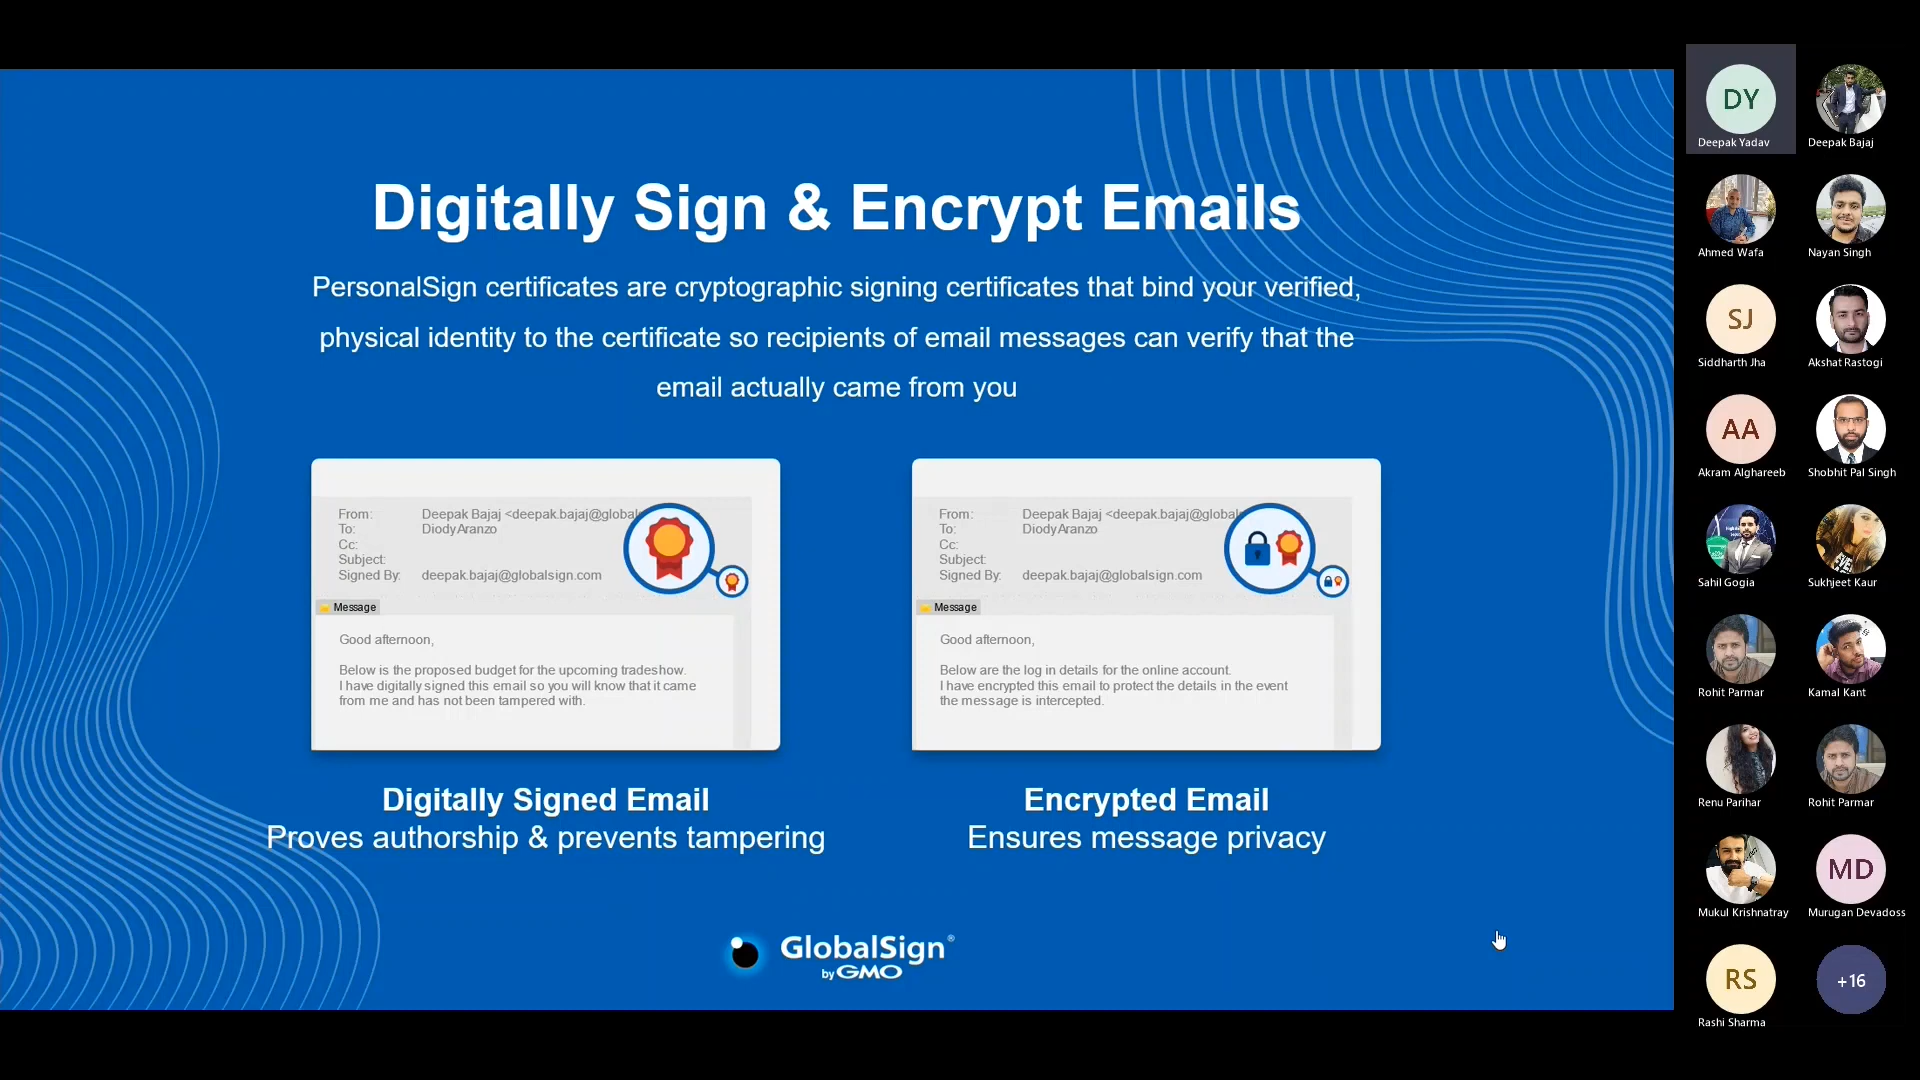 Digitally Sign & Encrypt Emails
PersonalSign certificates are cryptographic signing certificates that bind your verified,
physical identity to the certificate so recipients of email messages can verify that the
email actually came from you
From: Deepak Bajaj <deepak.bajaj@globals
To: DiodyAranzo
Cc:
Subject:
Signed By: deepak.bajaj@globalsign.com
Message
Good afternoon,
Below is the proposed budget for the upcoming tradeshow.
I have digitally signed this email so you will know that it came
from me and has not been tampered with.
Digitally Signed Email
Proves authorship & prevents tampering
From: Deepak Bajaj <deepak.bajaj@global
To: DiodyAranzo
Cc:
Subject:
Signed By: deepak.bajaj@globalsign.com
Message
Good afternoon,
Below are the log in details for the online account.
I have encrypted this email to protect the details in the event
the message is intercepted.
Encrypted Email
Ensures message privacy
GlobalSign®
by GMO
DY
Deepak Yadav
Deepak Bajaj
Ahmed Wafa
Nayan Singh
SJ
Siddharth Jha
Akshat Rastogi
AA
Akram Alghareeb
Shobhit Pal Singh
Sahil Gogia
Sukhjeet Kaur
Rohit Parmar
Kamal Kant
Renu Parihar
Rohit Parmar
Mukul Krishnatray
MD
Murugan Devadoss
RS
Rashi Sharma
+16